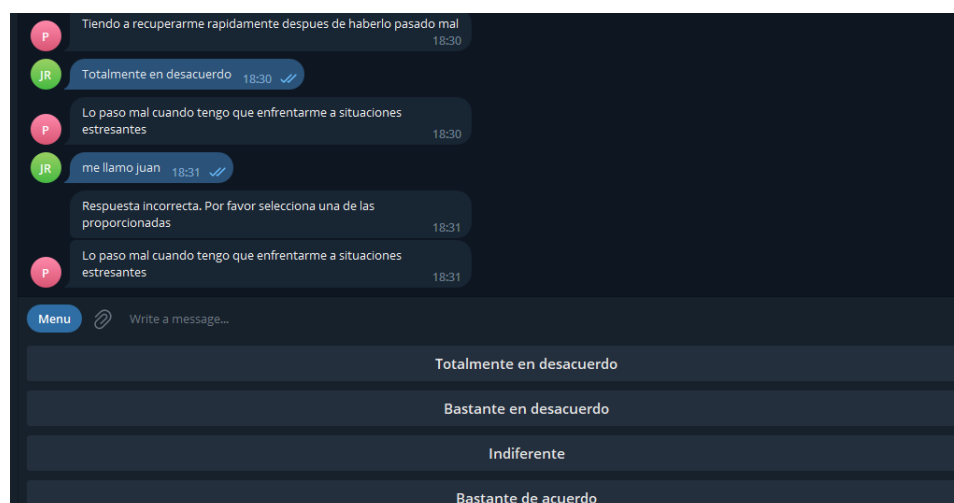 Tiendo a recuperarme rapidamente despues de haberlo pasado mal
18:30
P
JR
Totalmente en desacuerdo 18:30
Lo paso mal cuando tengo que enfrentarme a situaciones
estresantes
18:30
P
JR
me llamo juan 18:31
Respuesta incorrecta. Por favor selecciona una de las
proporcionadas
18:31
Lo paso mal cuando tengo que enfrentarme a situaciones
estresantes
18:31
P
Menu
Write a message...
Totalmente en desacuerdo
Bastante en desacuerdo
Indiferente
Bastante de acuerdo